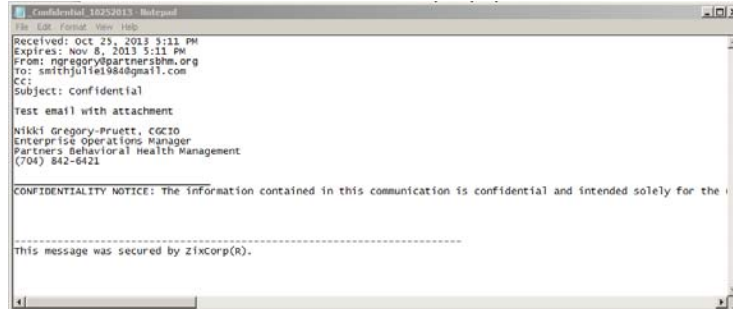 _Confidential_10252013 - Notepad
File Edit Format View Help
Received: Oct 25, 2013 5:11 PM
Expires: Nov 8, 2013 5:11 PM
From: ngregory@partnersbhm.org
To: smithjulie1984@gmail.com
Cc:
Subject: Confidential
Test email with attachment
Nikki Gregory-Pruett, CGCIO
Enterprise Operations Manager
Partners Behavioral Health Management
(704) 842-6421
CONFIDENTIALITY NOTICE: The information contained in this communication is confidential and intended solely for the
This message was secured by ZixCorp(R).